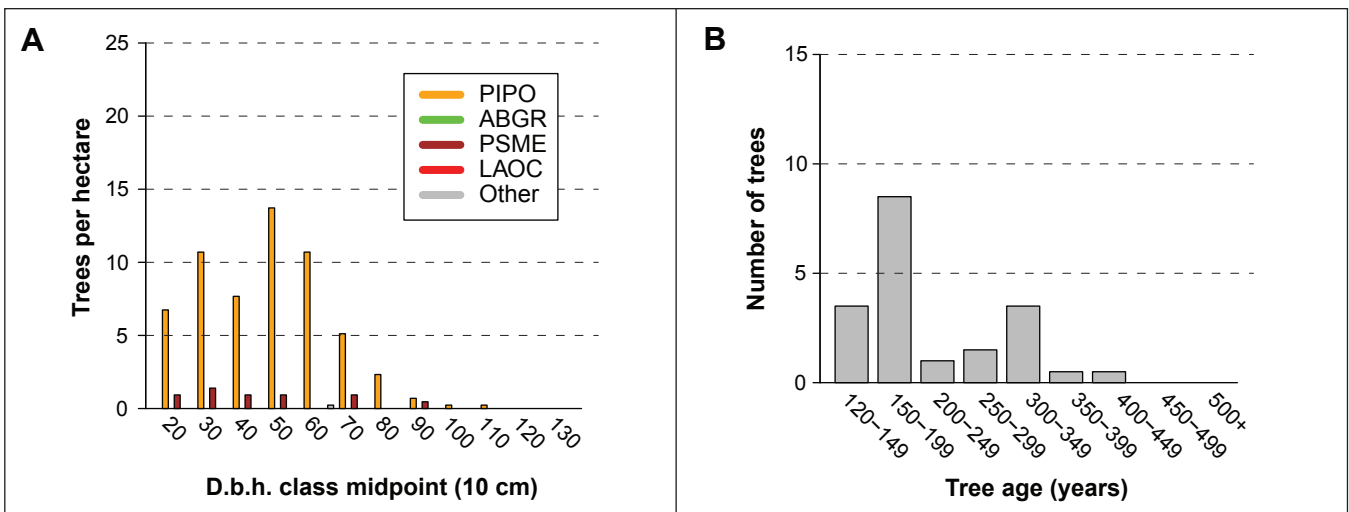 A
25
20
15
10
5
0
Trees per hectare
PIPO
ABGR
PSME
LAOC
Other
20 30 40 50 60 70 80 90 100 110 120 130
D.b.h. class midpoint (10 cm)
B
15
10
5
0
Number of trees
120–149 150–199 200–249 250–299 300–349 350–399 400–449 450–499 500+
Tree age (years)